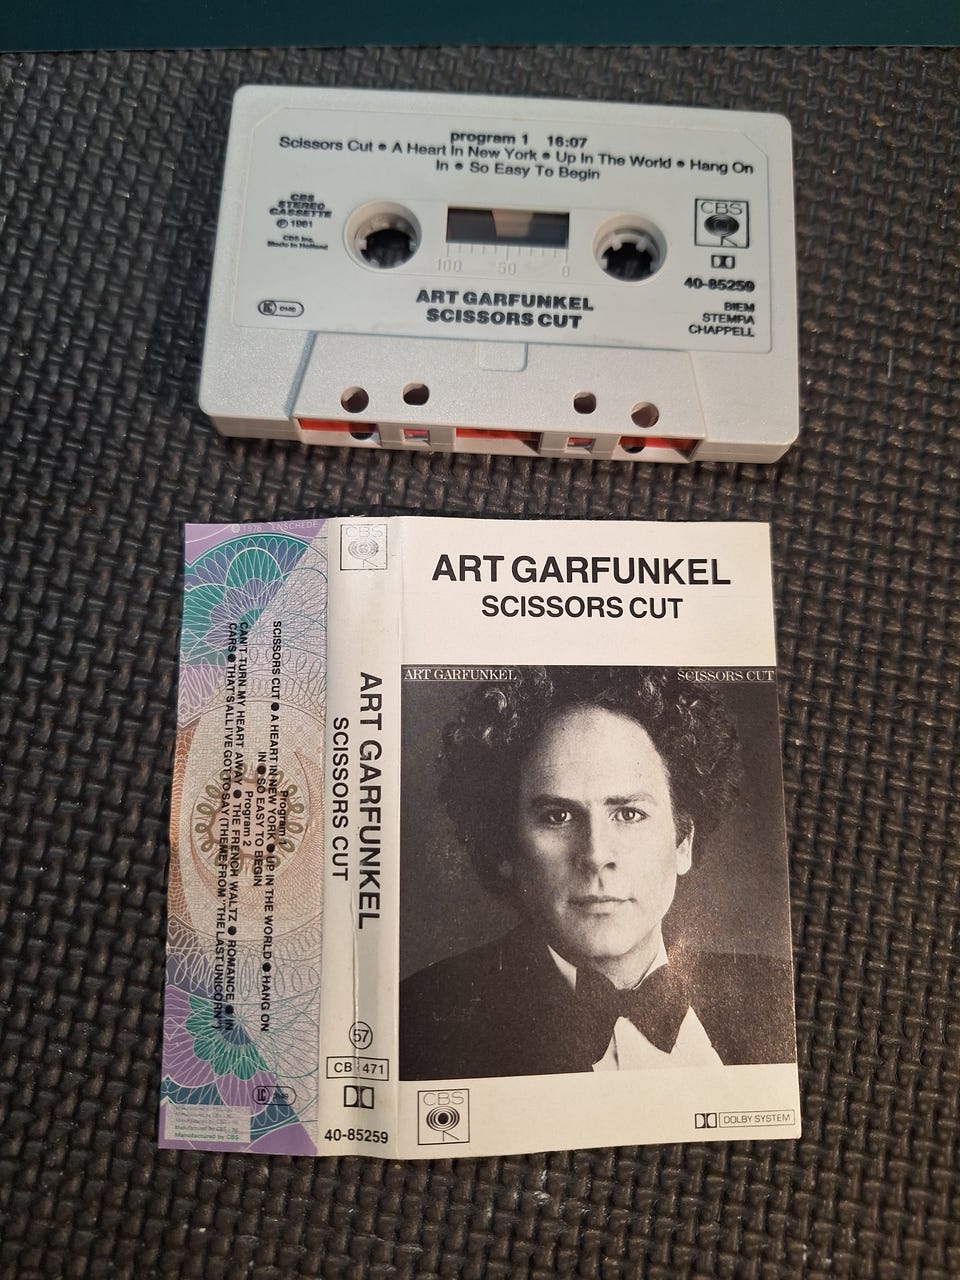 program 1 16:07
Scissors Cut ● A Heart In New York ● Up In The World ● Hang On
In ● So Easy To Begin
CBS
STEREO
CASSETTE
℗ 1981
CBS Inc.
Made in Holland
CBS
100 50 0
40-85259
ART GARFUNKEL
SCISSORS CUT
BIEM
STEMRA
CHAPPELL
© 1978 ENSCHEDE
Program 1
SCISSORS CUT ● A HEART IN NEW YORK ● UP IN THE WORLD ● HANG ON
IN ● SO EASY TO BEGIN
Program 2
CAN'T TURN MY HEART AWAY ● THE FRENCH WALTZ ● ROMANCE ● IN
CARS ● THAT'S ALL I'VE GOT TO SAY (THEME FROM "THE LAST UNICORN")
Manufactured by CBS
CBS
ART GARFUNKEL
SCISSORS CUT
57
CB 471
40-85259
ART GARFUNKEL
SCISSORS CUT
ART GARFUNKEL SCISSORS CUT
CBS
DOLBY SYSTEM